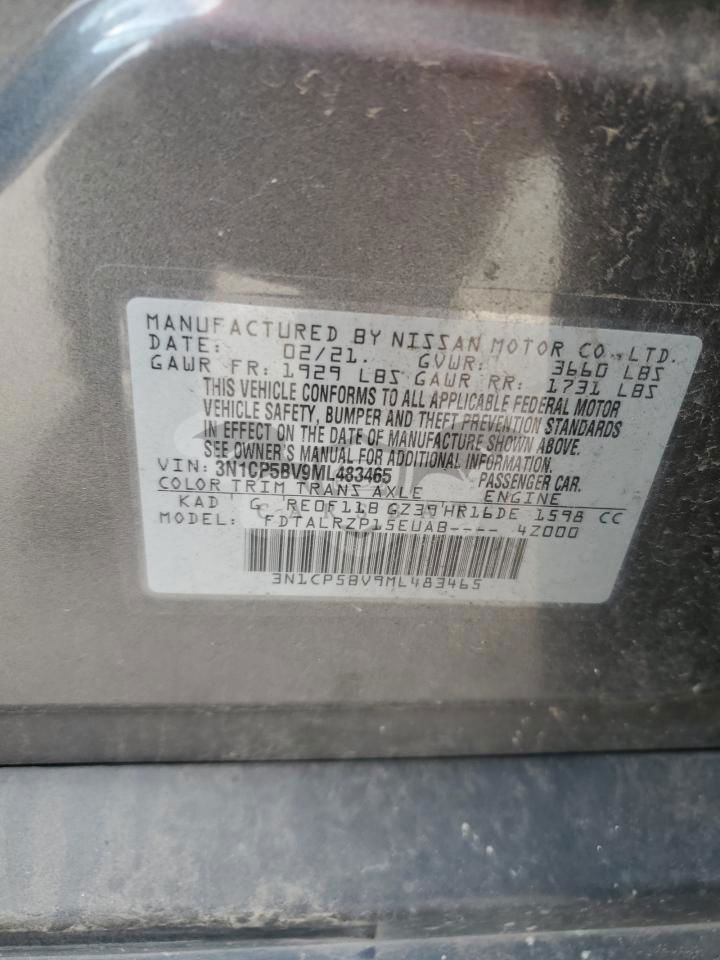 MANUFACTURED BY NISSAN MOTOR CO., LTD.
DATE: 02/21. GVWR: 3660 LBS
GAWR FR: 1929 LBS GAWR RR: 1731 LBS
THIS VEHICLE CONFORMS TO ALL APPLICABLE FEDERAL MOTOR
VEHICLE SAFETY, BUMPER AND THEFT PREVENTION STANDARDS
IN EFFECT ON THE DATE OF MANUFACTURE SHOWN ABOVE.
SEE OWNER'S MANUAL FOR ADDITIONAL INFORMATION.
VIN: 3N1CP5BV9ML483465 PASSENGER CAR.
COLOR TRIM TRANS AXLE ENGINE
KAD G RE0F11B GZ39 HR16DE 1598 CC
MODEL: FDTALRZP15EUAB---- 4Z000
3N1CP5BV9ML483465